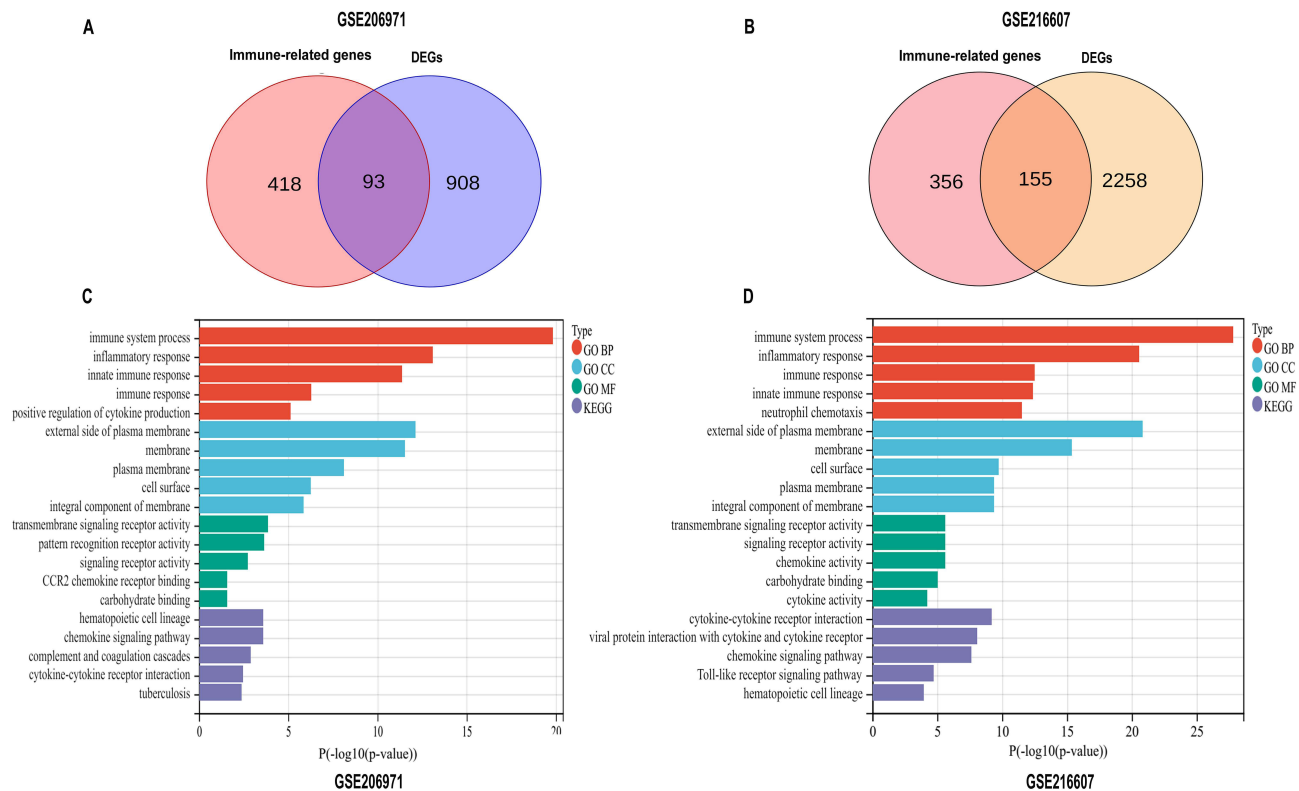 A
GSE206971
Immune-related genes
DEGs
418
93
908
B
GSE216607
Immune-related genes
DEGs
356
155
2258
C
immune system process
inflammatory response
innate immune response
immune response
positive regulation of cytokine production
external side of plasma membrane
membrane
plasma membrane
cell surface
integral component of membrane
transmembrane signaling receptor activity
pattern recognition receptor activity
signaling receptor activity
CCR2 chemokine receptor binding
carbohydrate binding
hematopoietic cell lineage
chemokine signaling pathway
complement and coagulation cascades
cytokine-cytokine receptor interaction
tuberculosis
Type
GO BP
GO CC
GO MF
KEGG
0 5 10 15 20
P(-log10(p-value))
GSE206971
D
immune system process
inflammatory response
immune response
innate immune response
neutrophil chemotaxis
external side of plasma membrane
membrane
cell surface
plasma membrane
integral component of membrane
transmembrane signaling receptor activity
signaling receptor activity
chemokine activity
carbohydrate binding
cytokine activity
cytokine-cytokine receptor interaction
viral protein interaction with cytokine and cytokine receptor
chemokine signaling pathway
Toll-like receptor signaling pathway
hematopoietic cell lineage
Type
GO BP
GO CC
GO MF
KEGG
0 5 10 15 20 25
P(-log10(p-value))
GSE216607